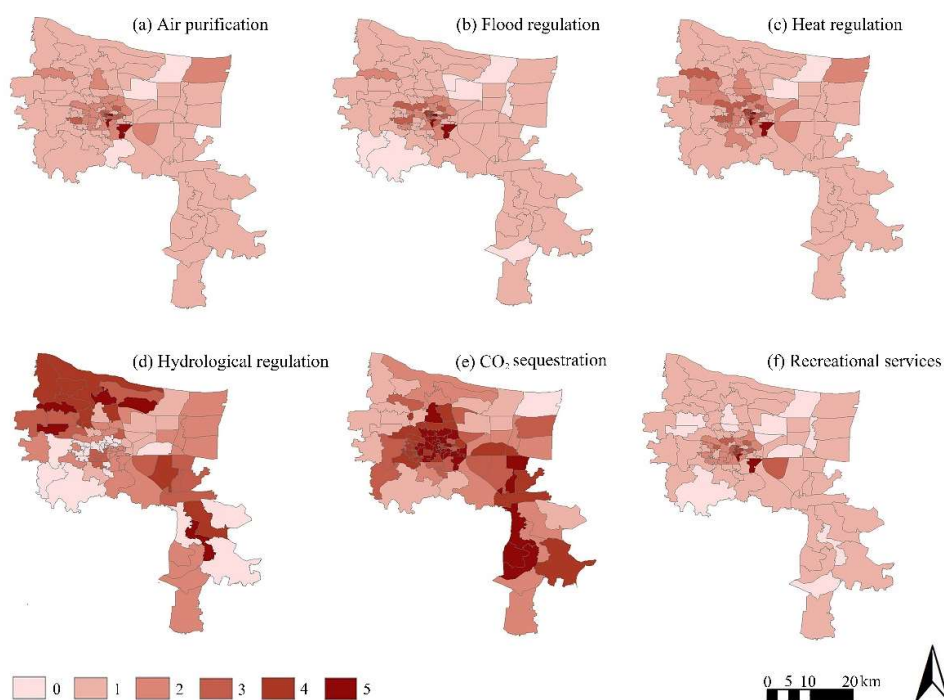 (a) Air purification
(b) Flood regulation
(c) Heat regulation
(d) Hydrological regulation
(e) CO₂ sequestration
(f) Recreational services
0 1 2 3 4 5
0 5 10 20 km